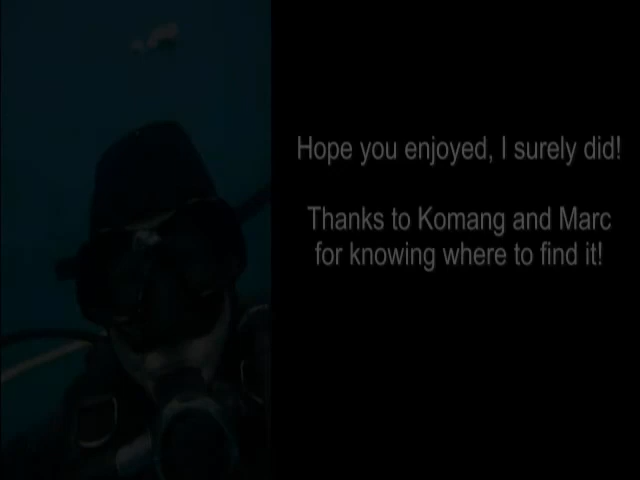 Hope you enjoyed, I surely did!
Thanks to Komang and Marc
for knowing where to find it!